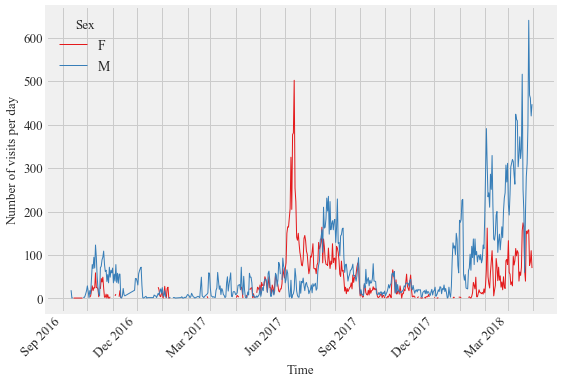 Sex
F
M
Number of visits per day
600
500
400
300
200
100
0
Sep 2016
Dec 2016
Mar 2017
Jun 2017
Sep 2017
Dec 2017
Mar 2018
Time